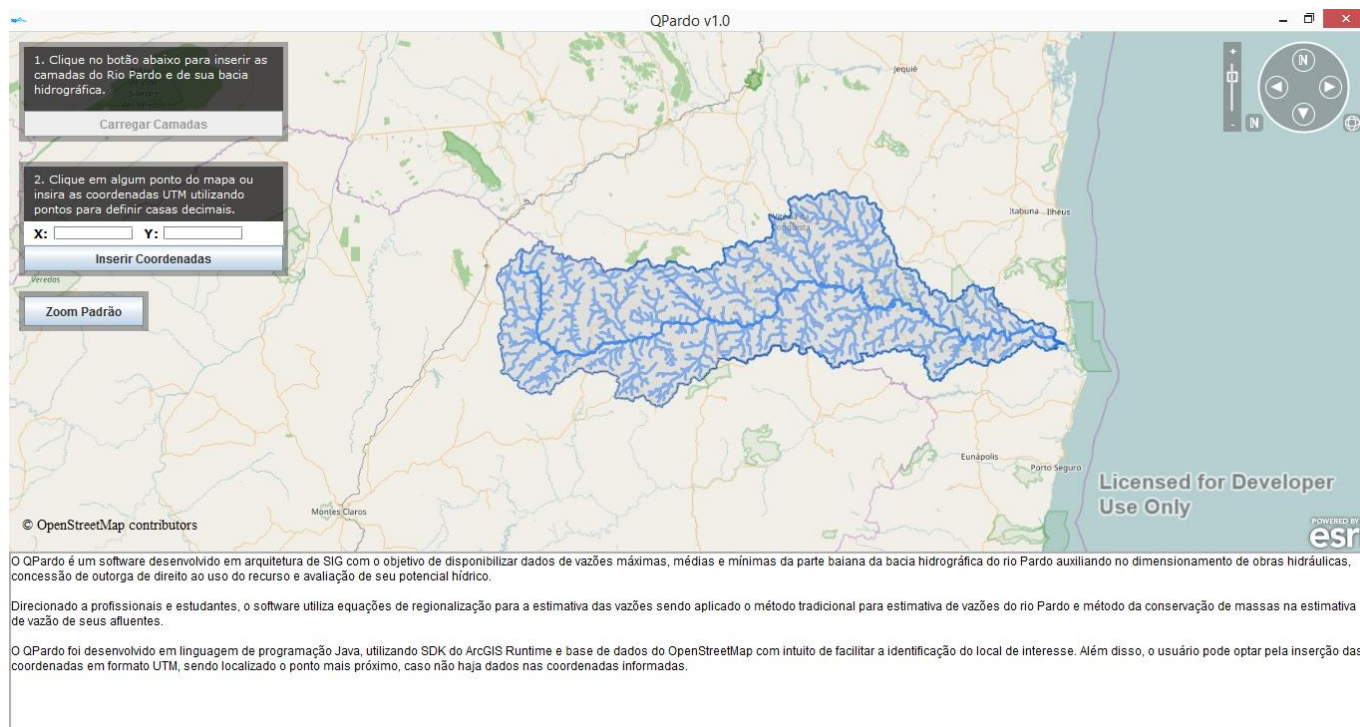 QPardo v1.0
1. Clique no botão abaixo para inserir as
camadas do Rio Pardo e de sua bacia
hidrográfica.
Carregar Camadas
2. Clique em algum ponto do mapa ou
insira as coordenadas UTM utilizando
pontos para definir casas decimais.
X: Y:
Inserir Coordenadas
Veredas
Zoom Padrão
Jequié
Vitória da
Conquista
Itabuna Ilhéus
Eunápolis
Porto Seguro
Montes Claros
N
N
Licensed for Developer
Use Only
© OpenStreetMap contributors
POWERED BY
esri
O QPardo é um software desenvolvido em arquitetura de SIG com o objetivo de disponibilizar dados de vazões máximas, médias e mínimas da parte baiana da bacia hidrográfica do rio Pardo auxiliando no dimensionamento de obras hidráulicas,
concessão de outorga de direito ao uso do recurso e avaliação de seu potencial hídrico.
Direcionado a profissionais e estudantes, o software utiliza equações de regionalização para a estimativa das vazões sendo aplicado o método tradicional para estimativa de vazões do rio Pardo e método da conservação de massas na estimativa
de vazão de seus afluentes.
O QPardo foi desenvolvido em linguagem de programação Java, utilizando SDK do ArcGIS Runtime e base de dados do OpenStreetMap com intuito de facilitar a identificação do local de interesse. Além disso, o usuário pode optar pela inserção das
coordenadas em formato UTM, sendo localizado o ponto mais próximo, caso não haja dados nas coordenadas informadas.